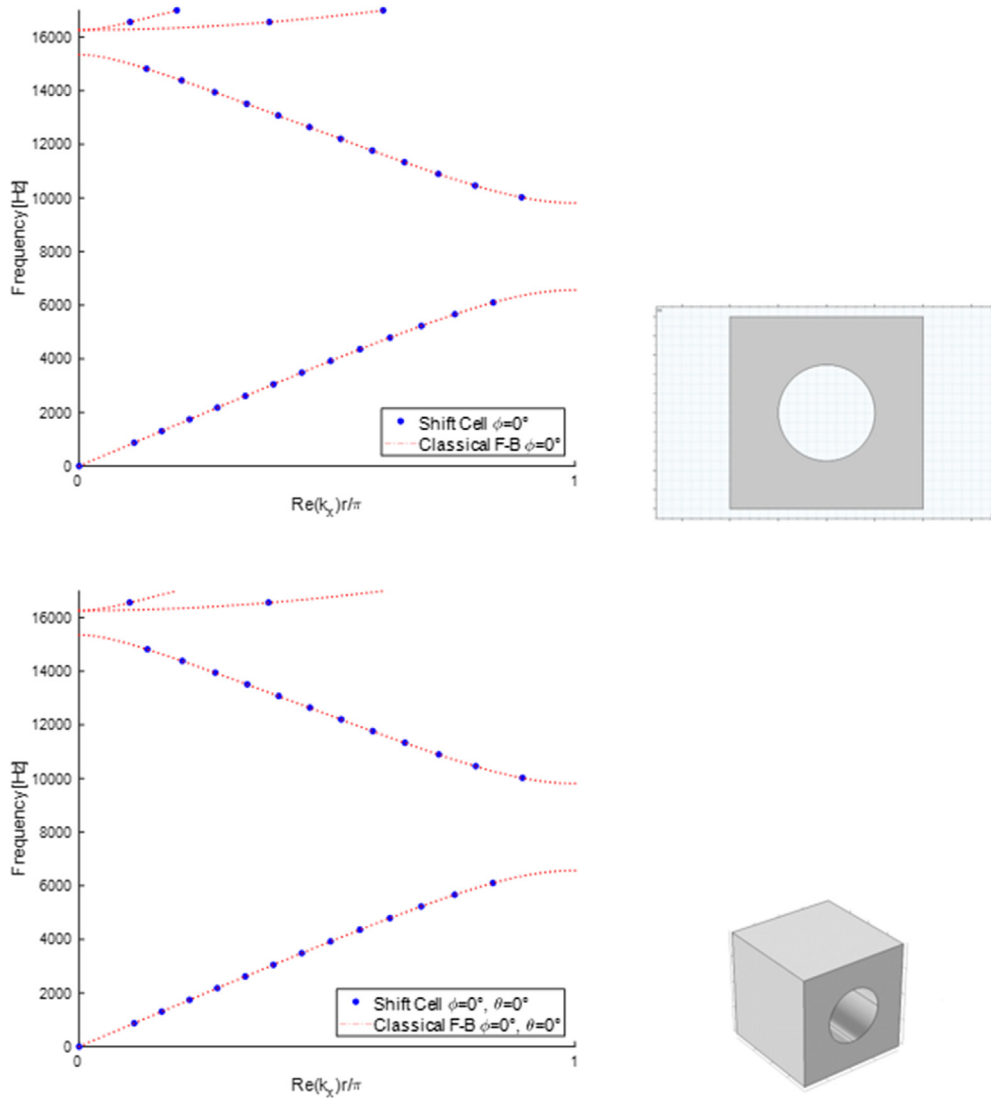 16000
14000
12000
10000
8000
6000
4000
2000
0
Frequency[Hz]
Shift Cell ϕ=0°
Classical F-B ϕ=0°
0
1
Re(kₓ)r/π
16000
14000
12000
10000
8000
6000
4000
2000
0
Frequency[Hz]
Shift Cell ϕ=0°, θ=0°
Classical F-B ϕ=0°, θ=0°
0
1
Re(kₓ)r/π